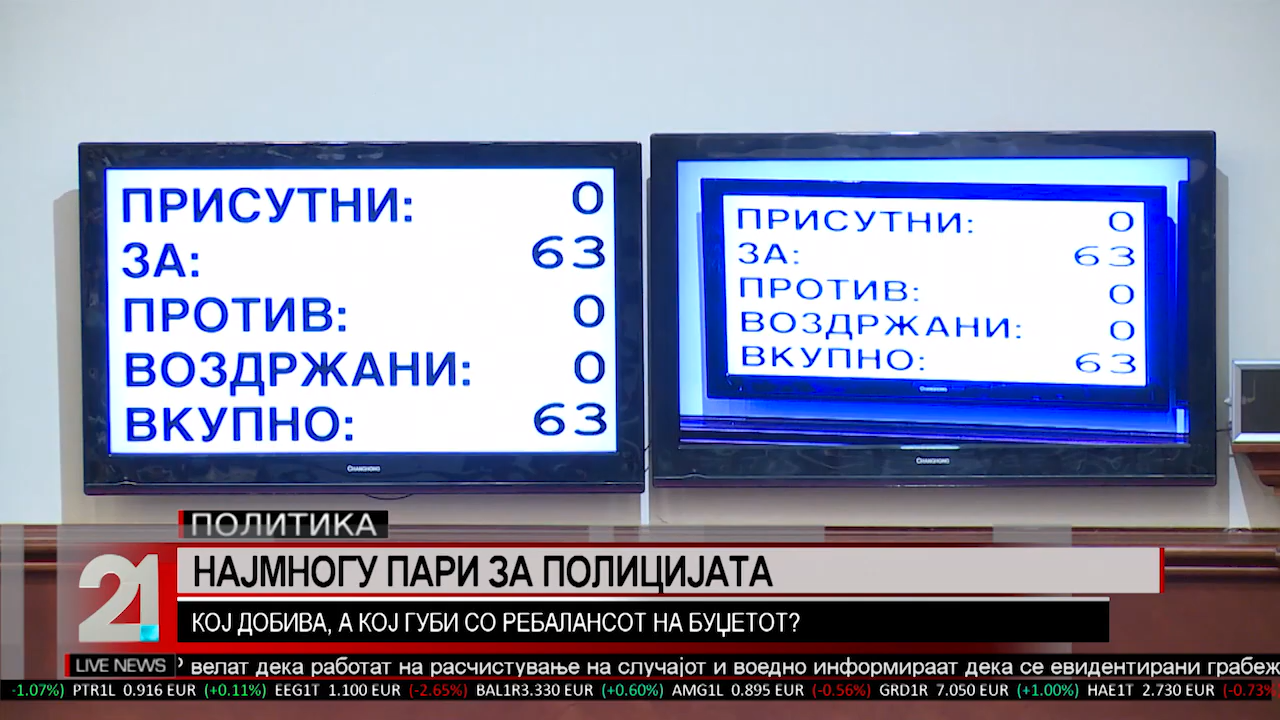 ПРИСУТНИ: 0
ЗА: 63
ПРОТИВ: 0
ВОЗДРЖАНИ: 0
ВКУПНО: 63
CHANGHONG
ПРИСУТНИ: 0
ЗА: 63
ПРОТИВ: 0
ВОЗДРЖАНИ: 0
ВКУПНО: 63
CHANGHONG
CHANGHONG
ПОЛИТИКА
21
НАЈМНОГУ ПАРИ ЗА ПОЛИЦИЈАТА
КОЈ ДОБИВА, А КОЈ ГУБИ СО РЕБАЛАНСОТ НА БУЏЕТОТ?
LIVE NEWS
велат дека работат на расчистување на случајот и воедно информираат дека се евидентирани грабеж
-1.07%) PTR1L 0.916 EUR (+0.11%) EEG1T 1.100 EUR (-2.65%) BAL1R3.330 EUR (+0.60%) AMG1L 0.895 EUR (-0.56%) GRD1R 7.050 EUR (+1.00%) HAE1T 2.730 EUR (-0.73%